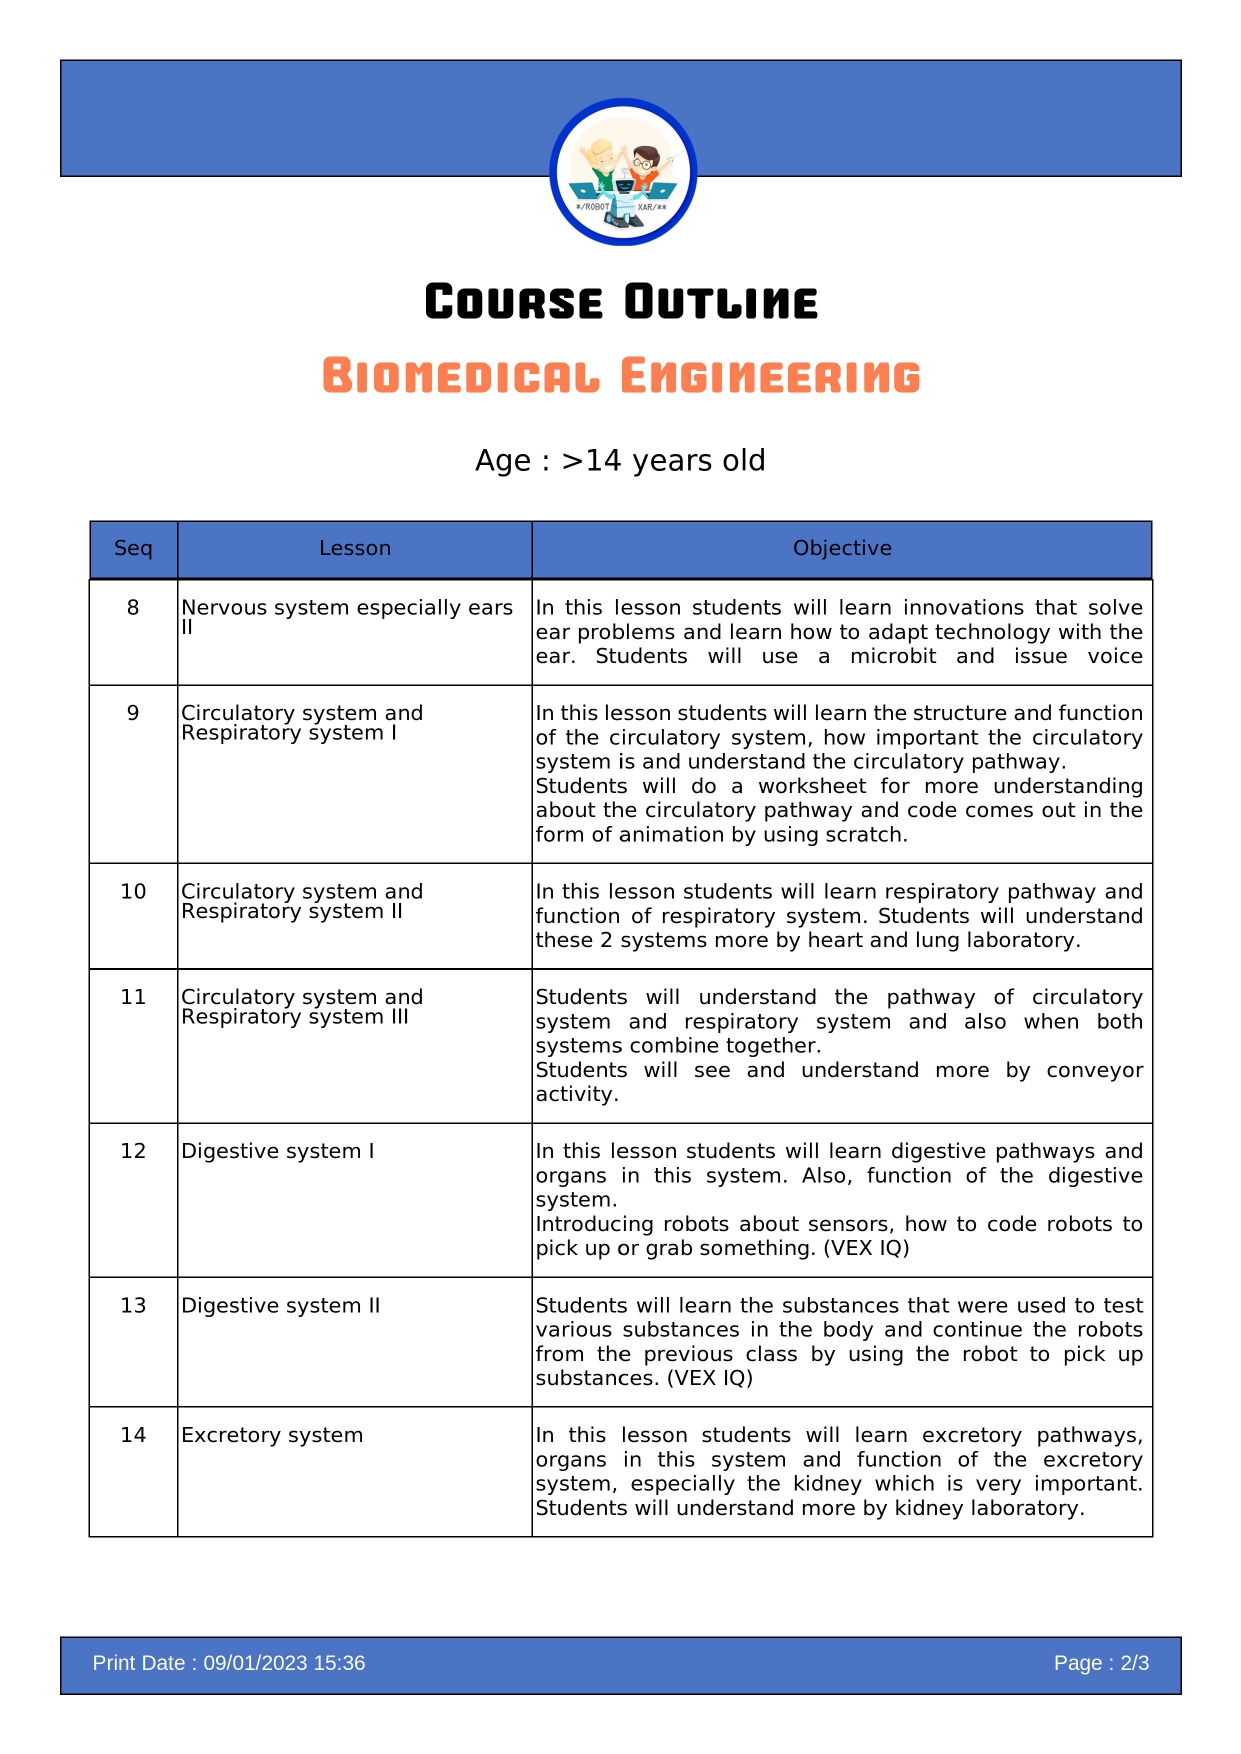 */ROBOT XAR/**
Course Outline
Biomedical Engineering
Age : >14 years old
Seq Lesson Objective
8 Nervous system especially ears
II
In this lesson students will learn innovations that solve
ear problems and learn how to adapt technology with the
ear. Students will use a microbit and issue voice
9 Circulatory system and
Respiratory system I
In this lesson students will learn the structure and function
of the circulatory system, how important the circulatory
system is and understand the circulatory pathway.
Students will do a worksheet for more understanding
about the circulatory pathway and code comes out in the
form of animation by using scratch.
10 Circulatory system and
Respiratory system II
In this lesson students will learn respiratory pathway and
function of respiratory system. Students will understand
these 2 systems more by heart and lung laboratory.
11 Circulatory system and
Respiratory system III
Students will understand the pathway of circulatory
system and respiratory system and also when both
systems combine together.
Students will see and understand more by conveyor
activity.
12 Digestive system I
In this lesson students will learn digestive pathways and
organs in this system. Also, function of the digestive
system.
Introducing robots about sensors, how to code robots to
pick up or grab something. (VEX IQ)
13 Digestive system II
Students will learn the substances that were used to test
various substances in the body and continue the robots
from the previous class by using the robot to pick up
substances. (VEX IQ)
14 Excretory system
In this lesson students will learn excretory pathways,
organs in this system and function of the excretory
system, especially the kidney which is very important.
Students will understand more by kidney laboratory.
Print Date : 09/01/2023 15:36 Page : 2/3